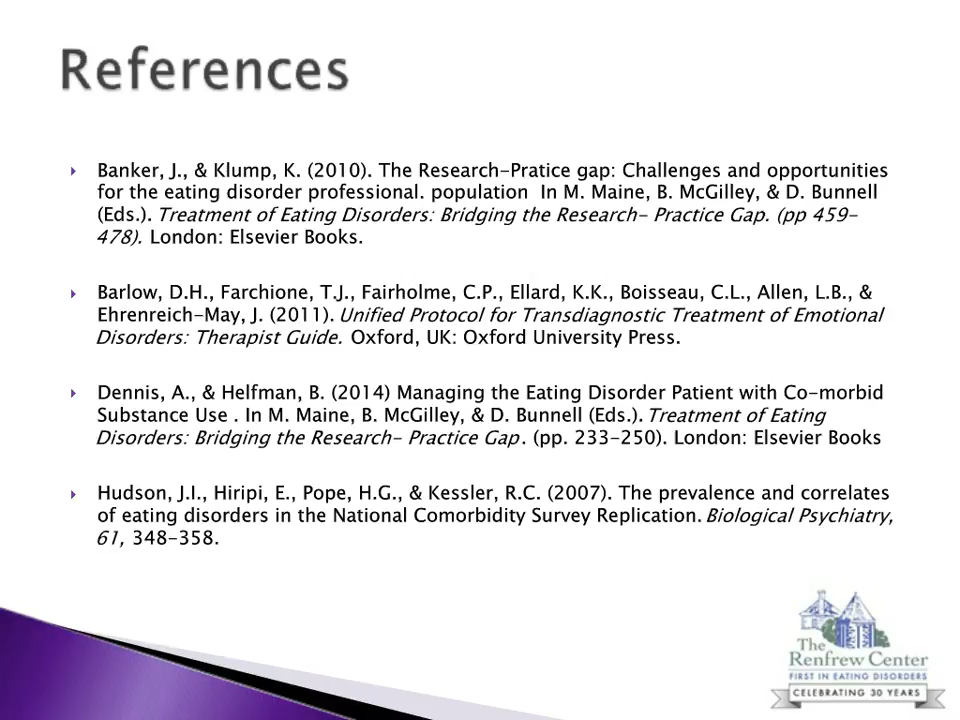 References
Banker, J., & Klump, K. (2010). The Research-Pratice gap: Challenges and opportunities
for the eating disorder professional. population In M. Maine, B. McGilley, & D. Bunnell
(Eds.). Treatment of Eating Disorders: Bridging the Research- Practice Gap. (pp 459-
478). London: Elsevier Books.
Barlow, D.H., Farchione, T.J., Fairholme, C.P., Ellard, K.K., Boisseau, C.L., Allen, L.B., &
Ehrenreich-May, J. (2011). Unified Protocol for Transdiagnostic Treatment of Emotional
Disorders: Therapist Guide. Oxford, UK: Oxford University Press.
Dennis, A., & Helfman, B. (2014) Managing the Eating Disorder Patient with Co-morbid
Substance Use . In M. Maine, B. McGilley, & D. Bunnell (Eds.). Treatment of Eating
Disorders: Bridging the Research- Practice Gap . (pp. 233-250). London: Elsevier Books
Hudson, J.I., Hiripi, E., Pope, H.G., & Kessler, R.C. (2007). The prevalence and correlates
of eating disorders in the National Comorbidity Survey Replication. Biological Psychiatry,
61, 348-358.
The
Renfrew Center
FIRST IN EATING DISORDERS
CELEBRATING 30 YEARS